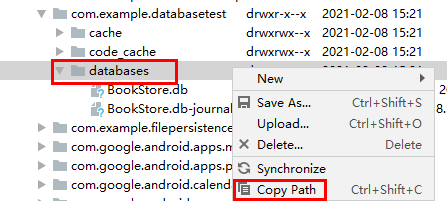 com.example.databasetest drwxr-x--x 2021-02-08 15:21
cache drwxrwx--x 2021-02-08 15:21
code_cache drwxrwx--x 2021-02-08 15:21
databases
BookStore.db
BookStore.db-journal
com.example.filepersistence
com.google.android.apps.m
com.google.android.apps.p
com.google.android.calend
New
Save As... Ctrl+Shift+S
Upload... Ctrl+Shift+O
Delete... Delete
Synchronize
Copy Path Ctrl+Shift+C